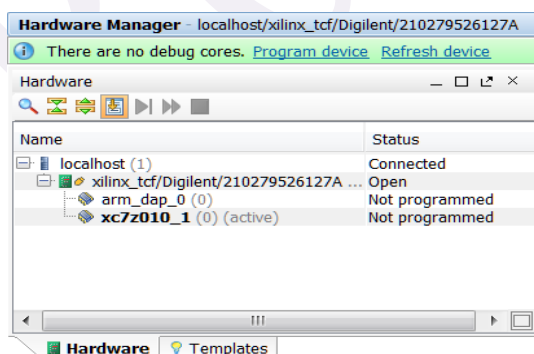 Hardware Manager - localhost/xilinx_tcf/Digilent/210279526127A
There are no debug cores. Program device Refresh device
Hardware
Name Status
localhost (1) Connected
xilinx_tcf/Digilent/210279526127A ... Open
arm_dap_0 (0) Not programmed
xc7z010_1 (0) (active) Not programmed
Hardware Templates